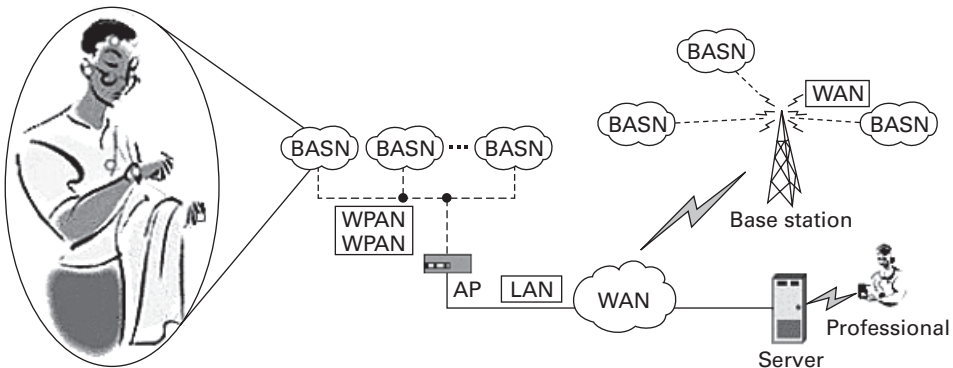 BASN
WAN
BASN
BASN
BASN BASN ... BASN
WPAN
WPAN
Base station
AP
LAN
WAN
Professional
Server